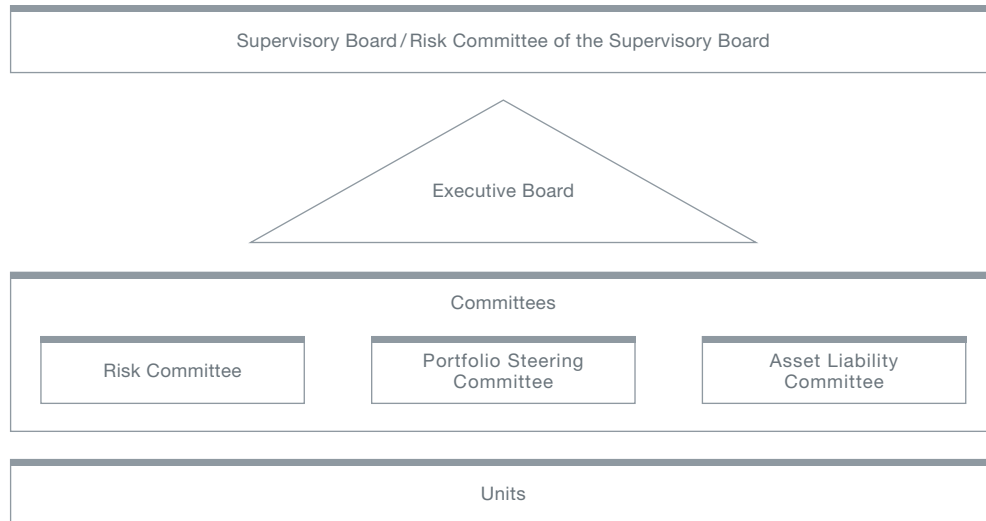 Supervisory Board/Risk Committee of the Supervisory Board
Executive Board
Committees
Risk Committee
Portfolio Steering
Committee
Asset Liability
Committee
Units